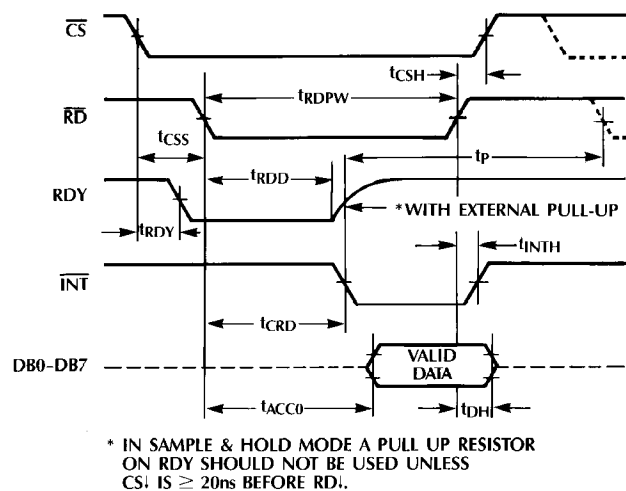 CS
tCSH
tRDPW
RD
tCSS
tP
tRDD
RDY
* WITH EXTERNAL PULL-UP
tRDY
tINTH
INT
tCRD
DB0-DB7
VALID
DATA
tACC0
tDH
* IN SAMPLE & HOLD MODE A PULL UP RESISTOR
ON RDY SHOULD NOT BE USED UNLESS
CS↓ IS ≥ 20ns BEFORE RD↓.